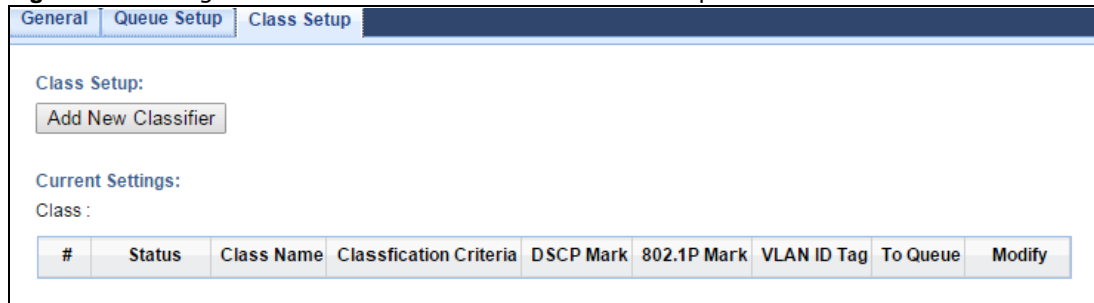 General Queue Setup Class Setup
Class Setup:
Add New Classifier
Current Settings:
Class :
# Status Class Name Classfication Criteria DSCP Mark 802.1P Mark VLAN ID Tag To Queue Modify